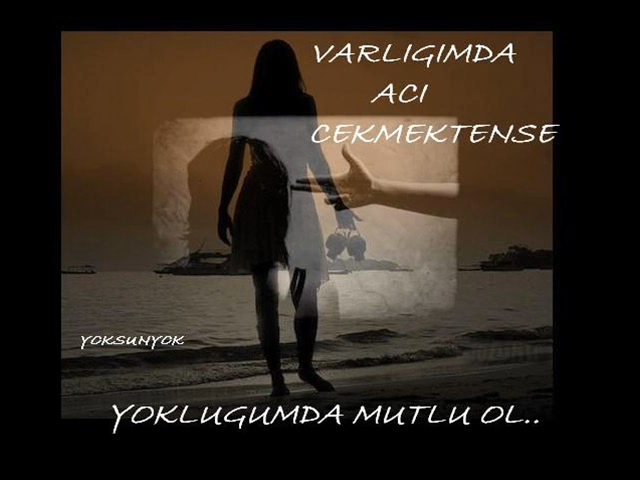 VARLIGIMDA
ACI
CEKMEKTENSE
YOKSUNYOK
YOKLUGUMDA MUTLU OL..